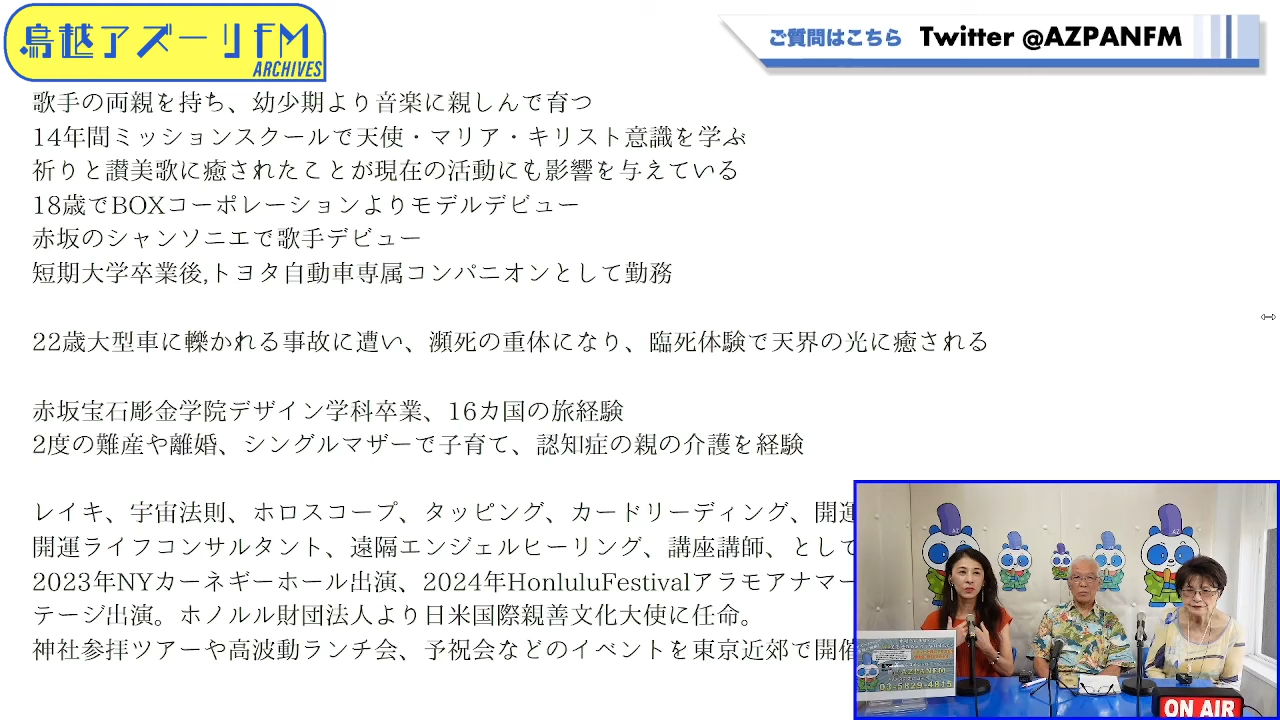 鳥越アズーリFM
ARCHIVES
ご質問はこちら Twitter @AZPANFM
歌手の両親を持ち、幼少期より音楽に親しんで育つ
14年間ミッションスクールで天使・マリア・キリスト意識を学ぶ
祈りと讃美歌に癒されたことが現在の活動にも影響を与えている
18歳でBOXコーポレーションよりモデルデビュー
赤坂のシャンソニエで歌手デビュー
短期大学卒業後,トヨタ自動車専属コンパニオンとして勤務
22歳大型車に轢かれる事故に遭い、瀕死の重体になり、臨死体験で天界の光に癒される
赤坂宝石彫金学院デザイン学科卒業、16カ国の旅経験
2度の難産や離婚、シングルマザーで子育て、認知症の親の介護を経験
レイキ、宇宙法則、ホロスコープ、タッピング、カードリーディング、開運
開運ライフコンサルタント、遠隔エンジェルヒーリング、講座講師、として
2023年NYカーネギーホール出演、2024年HonluluFestivalアラモアナマー
テージ出演。ホノルル財団法人より日米国際親善文化大使に任命。
神社参拝ツアーや高波動ランチ会、予祝会などのイベントを東京近郊で開催
AZPANFM
03-5829-4815
ON AIR